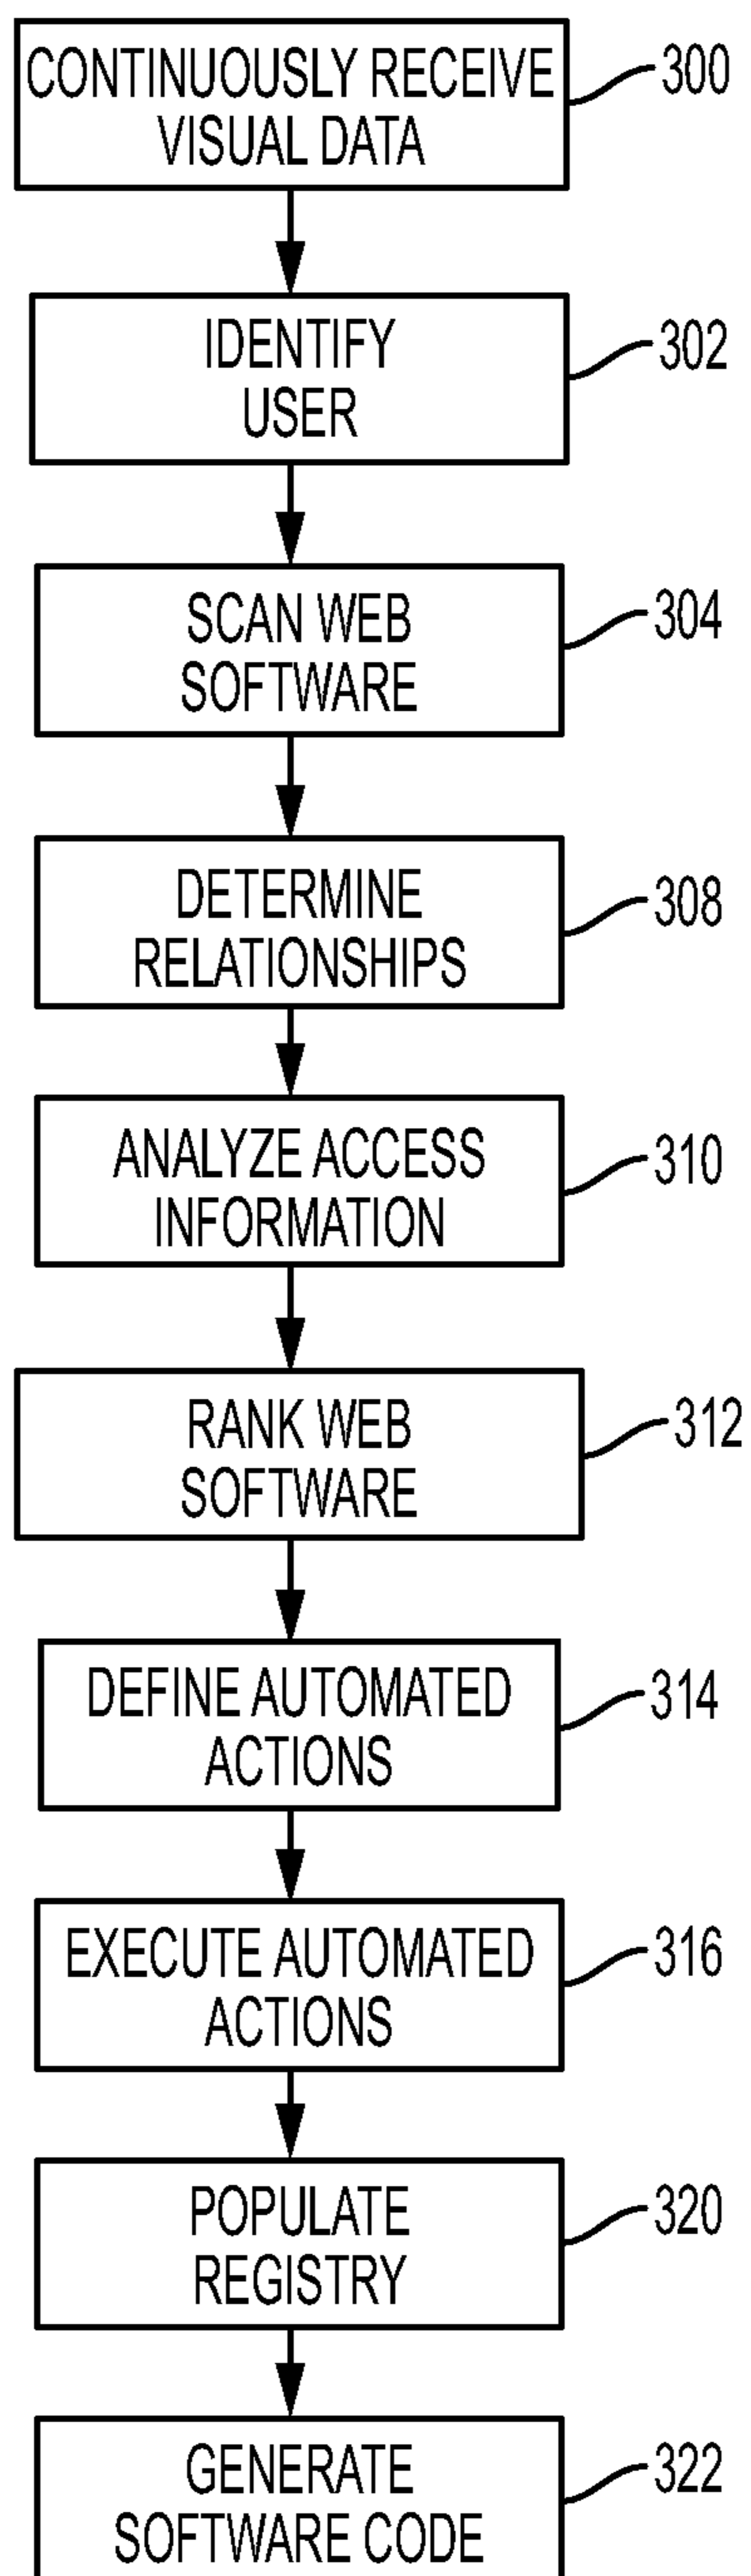 CONTINUOUSLY RECEIVE
VISUAL DATA
300
IDENTIFY
USER
302
SCAN WEB
SOFTWARE
304
DETERMINE
RELATIONSHIPS
308
ANALYZE ACCESS
INFORMATION
310
RANK WEB
SOFTWARE
312
DEFINE AUTOMATED
ACTIONS
314
EXECUTE AUTOMATED
ACTIONS
316
POPULATE
REGISTRY
320
GENERATE
SOFTWARE CODE
322